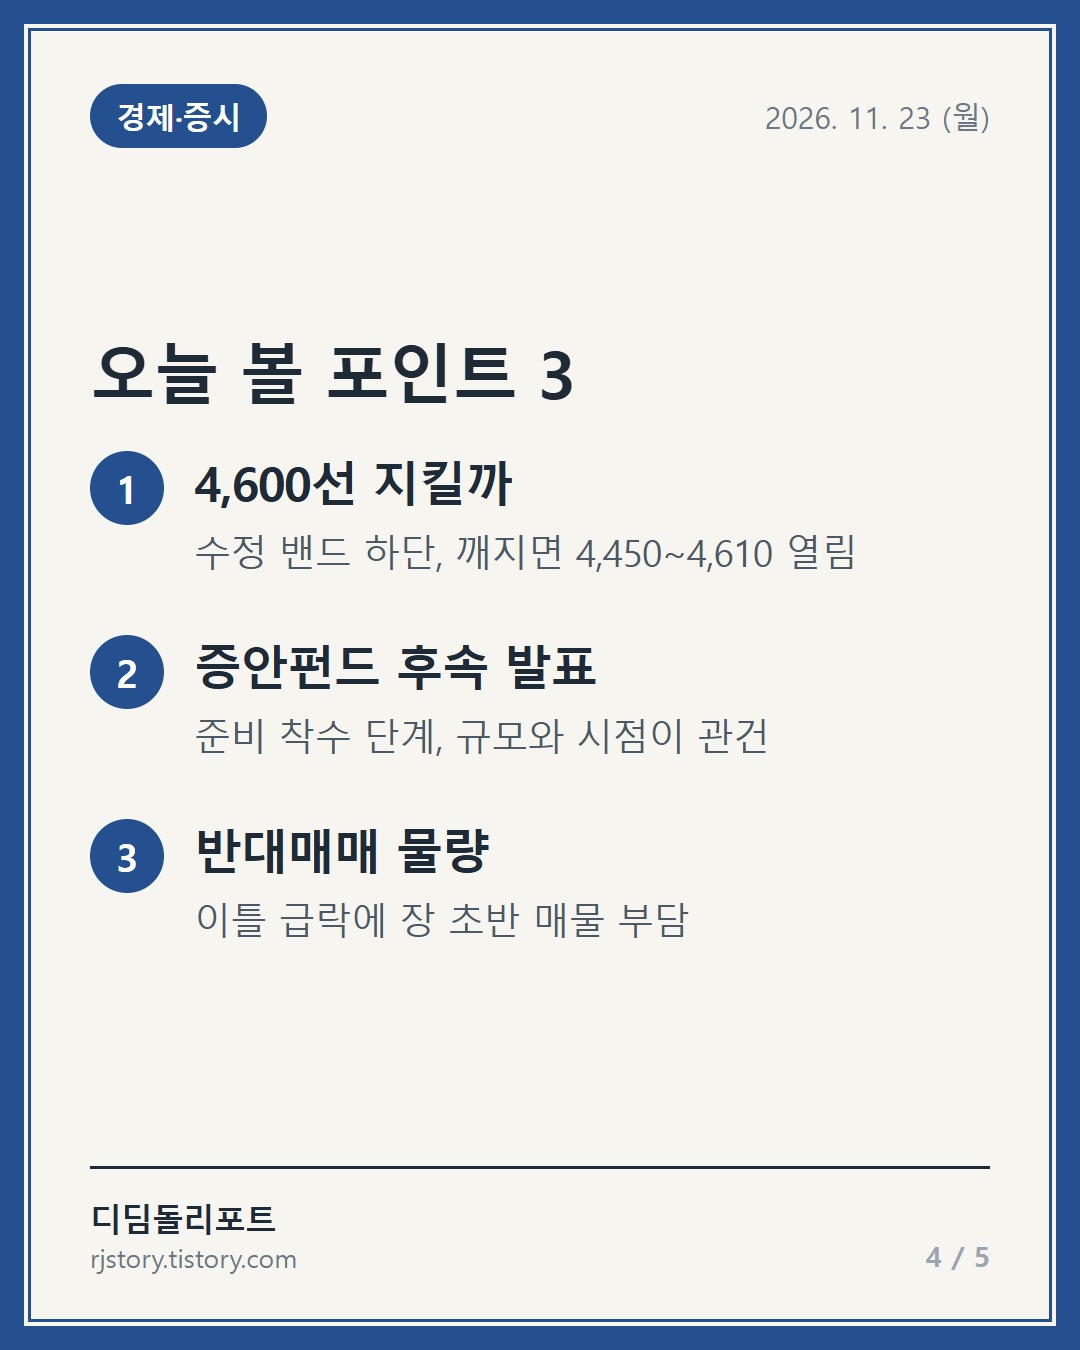 경제·증시
2026. 11. 23 (월)
오늘 볼 포인트 3
1
4,600선 지킬까
수정 밴드 하단, 깨지면 4,450~4,610 열림
2
증안펀드 후속 발표
준비 착수 단계, 규모와 시점이 관건
3
반대매매 물량
이틀 급락에 장 초반 매물 부담
디딤돌리포트
rjstory.tistory.com
4 / 5